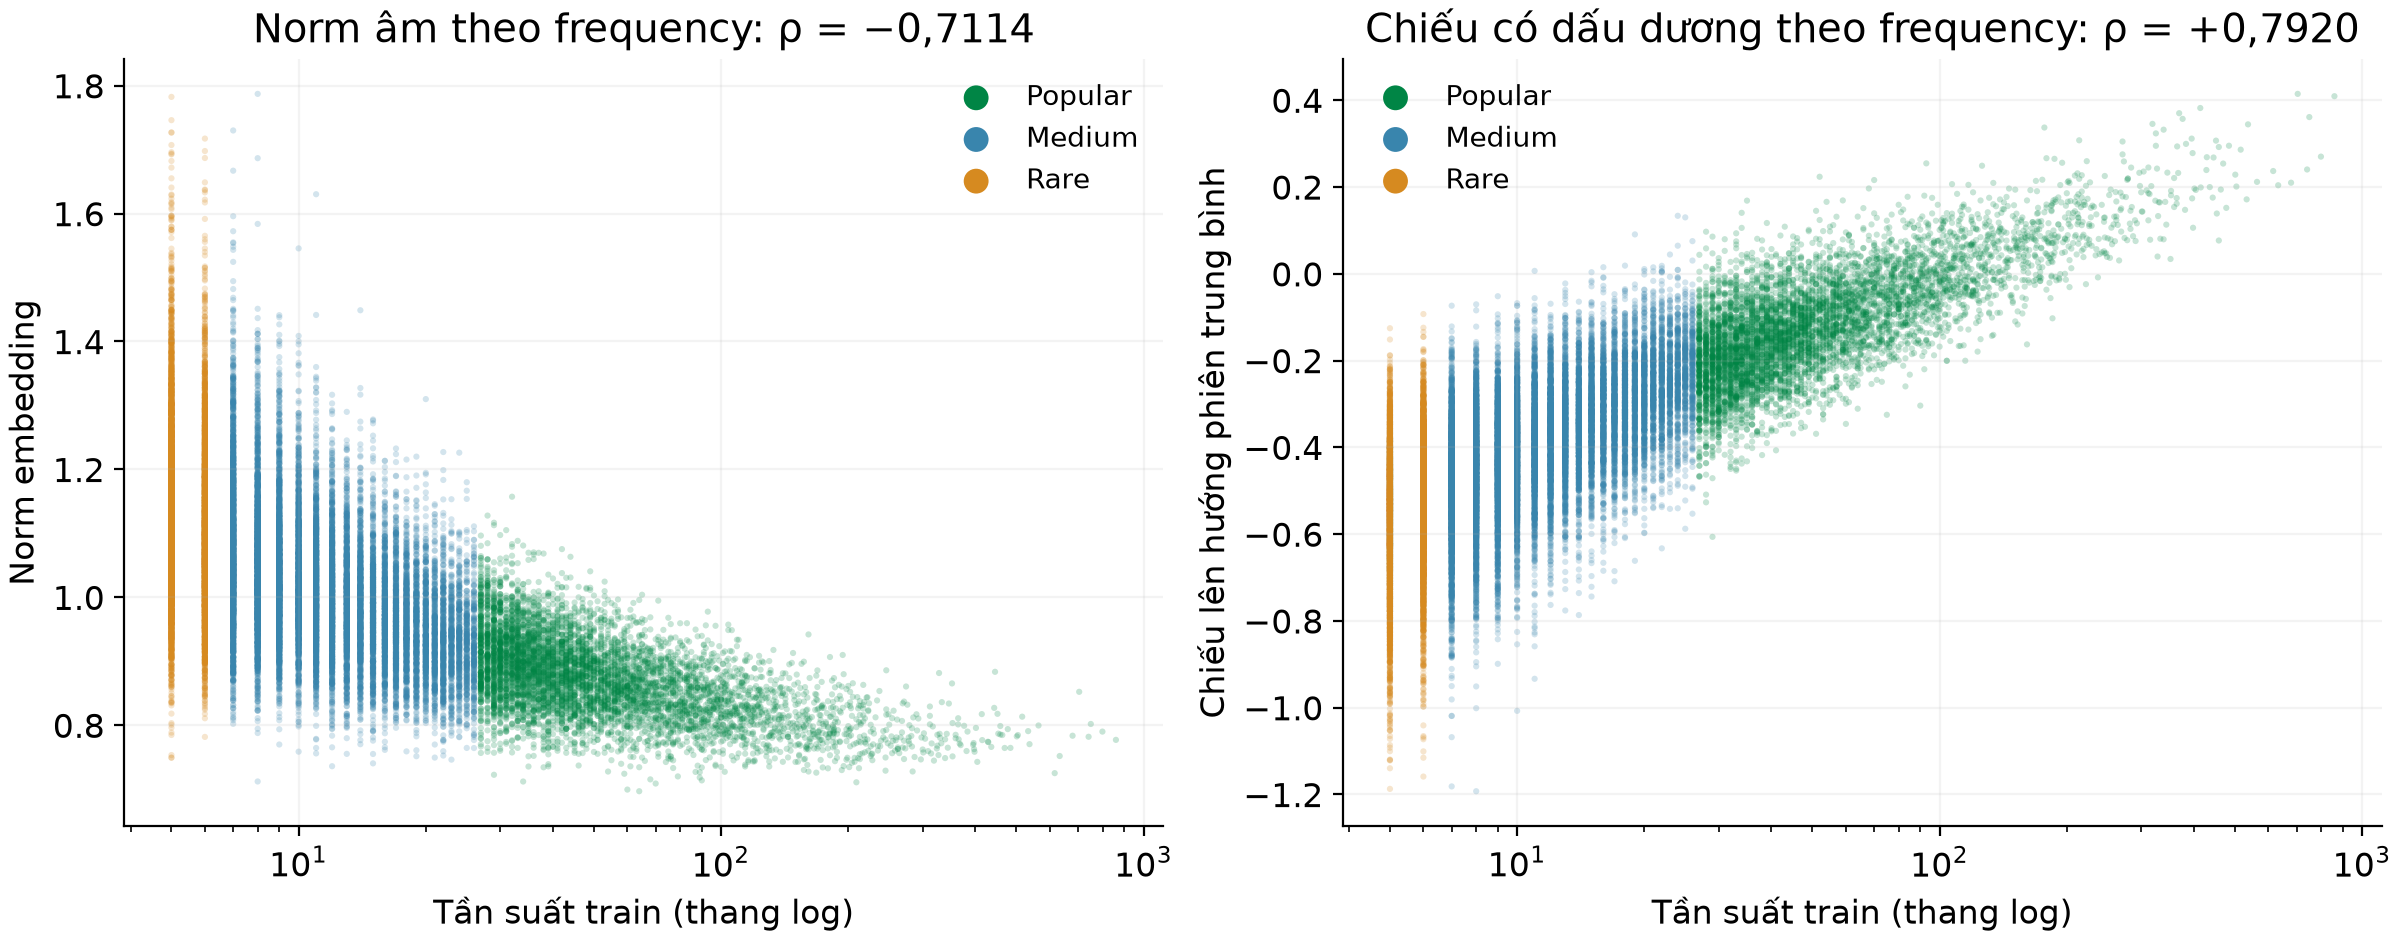 Norm âm theo frequency: ρ = −0,7114
Norm embedding
1.8
1.6
1.4
1.2
1.0
0.8
Popular
Medium
Rare
10¹
10²
10³
Tần suất train (thang log)
Chiếu có dấu dương theo frequency: ρ = +0,7920
Chiếu lên hướng phiên trung bình
0.4
0.2
0.0
−0.2
−0.4
−0.6
−0.8
−1.0
−1.2
Popular
Medium
Rare
10¹
10²
10³
Tần suất train (thang log)